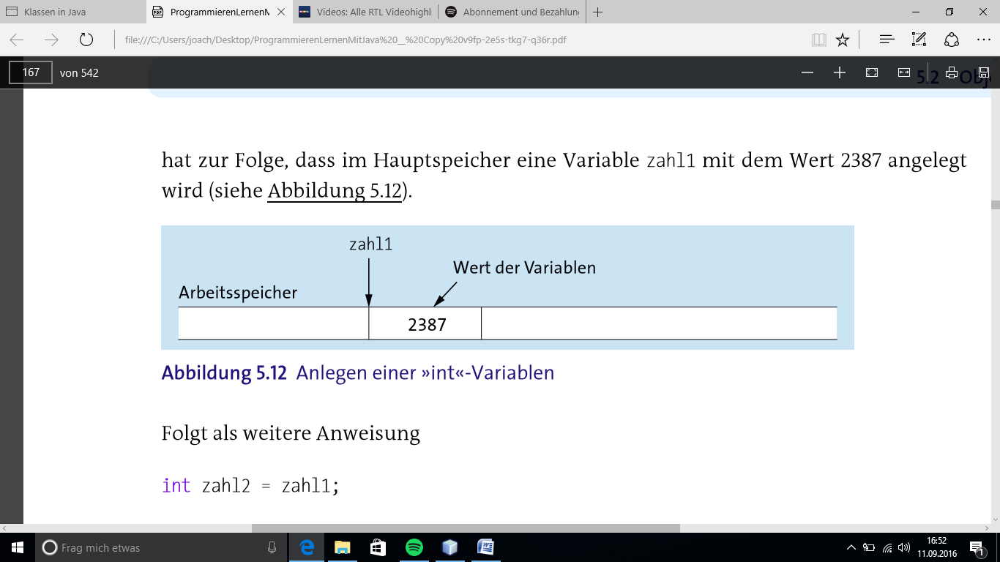 Klassen in Java
ProgrammierenLernenM
Videos: Alle RTL Videohighl
Abonnement und Bezahlung
file:///C:/Users/joach/Desktop/ProgrammierenLernenMitJava%20__%20Copy%20v9fp-2e5s-tkg7-q36r.pdf
167 von 542
5.2 Obj
hat zur Folge, dass im Hauptspeicher eine Variable zahl1 mit dem Wert 2387 angelegt
wird (siehe Abbildung 5.12).
zahl1
Wert der Variablen
Arbeitsspeicher
2387
Abbildung 5.12 Anlegen einer »int«-Variablen
Folgt als weitere Anweisung
int zahl2 = zahl1;
Frag mich etwas
16:52
11.09.2016
1